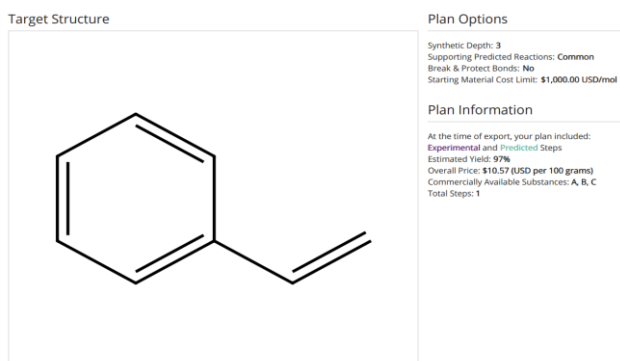 Target Structure
Plan Options
Synthetic Depth: 3
Supporting Predicted Reactions: Common
Break & Protect Bonds: No
Starting Material Cost Limit: $1,000.00 USD/mol
Plan Information
At the time of export, your plan included:
Experimental and Predicted Steps
Estimated Yield: 97%
Overall Price: $10.57 (USD per 100 grams)
Commercially Available Substances: A, B, C
Total Steps: 1